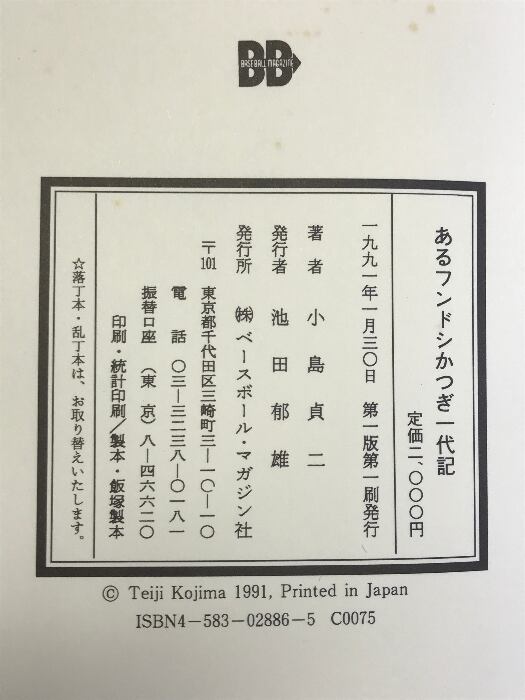 BB
BASEBALL MAGAZINE
あるフンドシかつぎ一代記
定価二、〇〇〇円
一九九一年一月三〇日 第一版第一刷発行
著者 小島貞二
発行者 池田郁雄
発行所 ㈱ベースボール・マガジン社
〒101 東京都千代田区三崎町三―一〇―一〇
電話 〇三―三二三八―〇一八一
振替口座（東京）八―四六六二〇
印刷・統計印刷／製本・飯塚製本
☆落丁本・乱丁本は、お取り替えいたします。
© Teiji Kojima 1991, Printed in Japan
ISBN4-583-02886-5 C0075